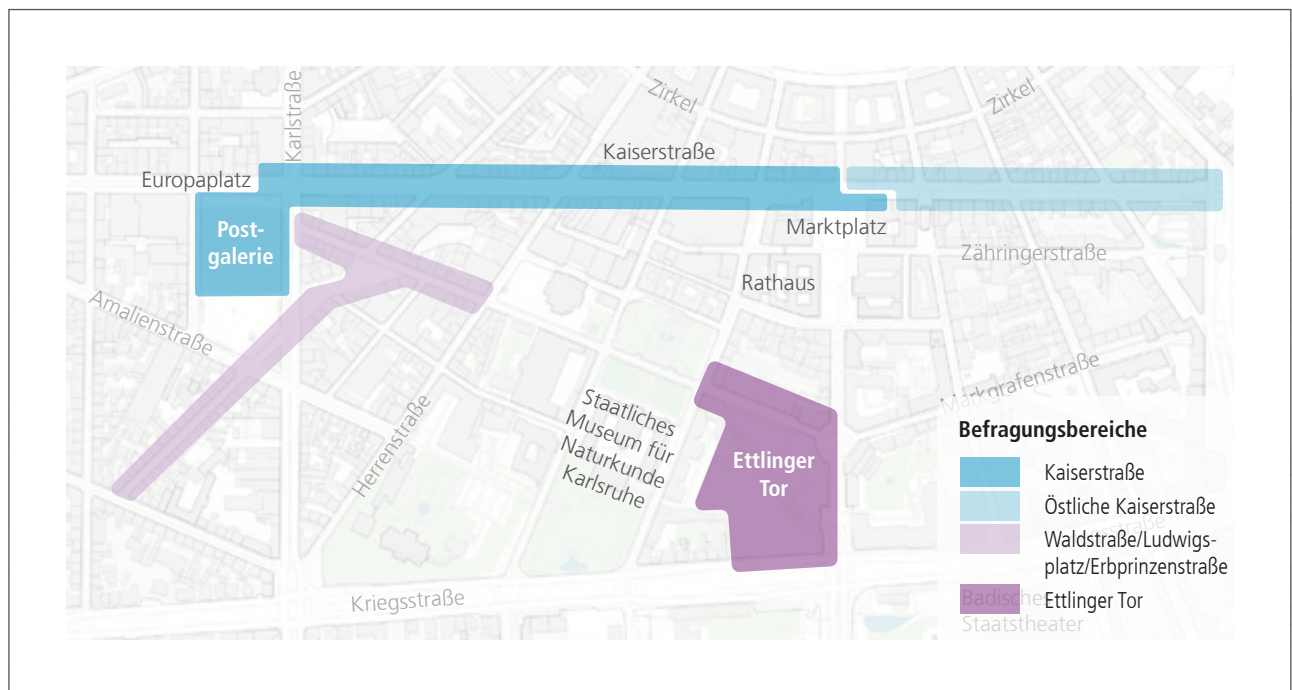 Karlstraße
Zirkel
Zirkel
Kaiserstraße
Europaplatz
Post-
galerie
Marktplatz
Zähringerstraße
Rathaus
Amalienstraße
Herrenstraße
Staatliches
Museum für
Naturkunde
Karlsruhe
Markgrafenstraße
Ettlinger
Tor
Kriegsstraße
Befragungsbereiche
Kaiserstraße
Östliche Kaiserstraße
Waldstraße/Ludwigs-
platz/Erbprinzenstraße
Ettlinger Tor
Badisches
Staatstheater